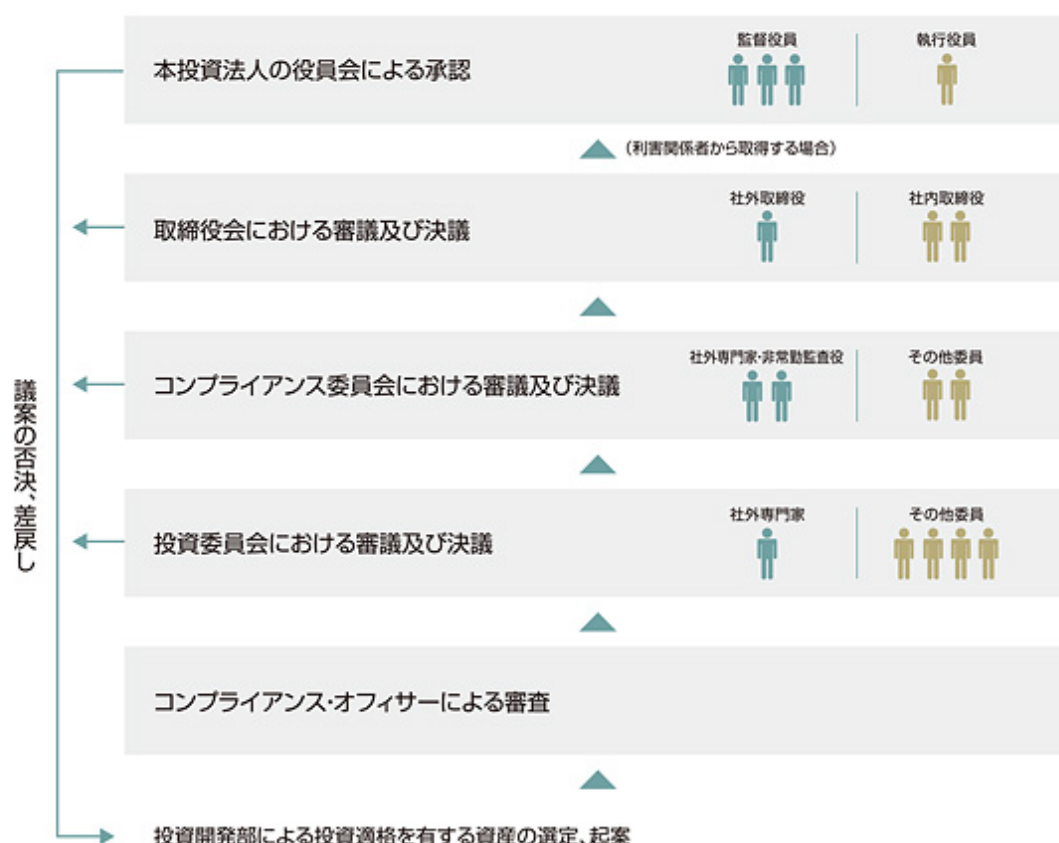 監督役員
執行役員
本投資法人の役員会による承認
（利害関係者から取得する場合）
社外取締役
社内取締役
取締役会における審議及び決議
社外専門家・非常勤監査役
その他委員
コンプライアンス委員会における審議及び決議
議案の否決、差戻し
社外専門家
その他委員
投資委員会における審議及び決議
コンプライアンス・オフィサーによる審査
投資開発部による投資適格を有する資産の選定、起案